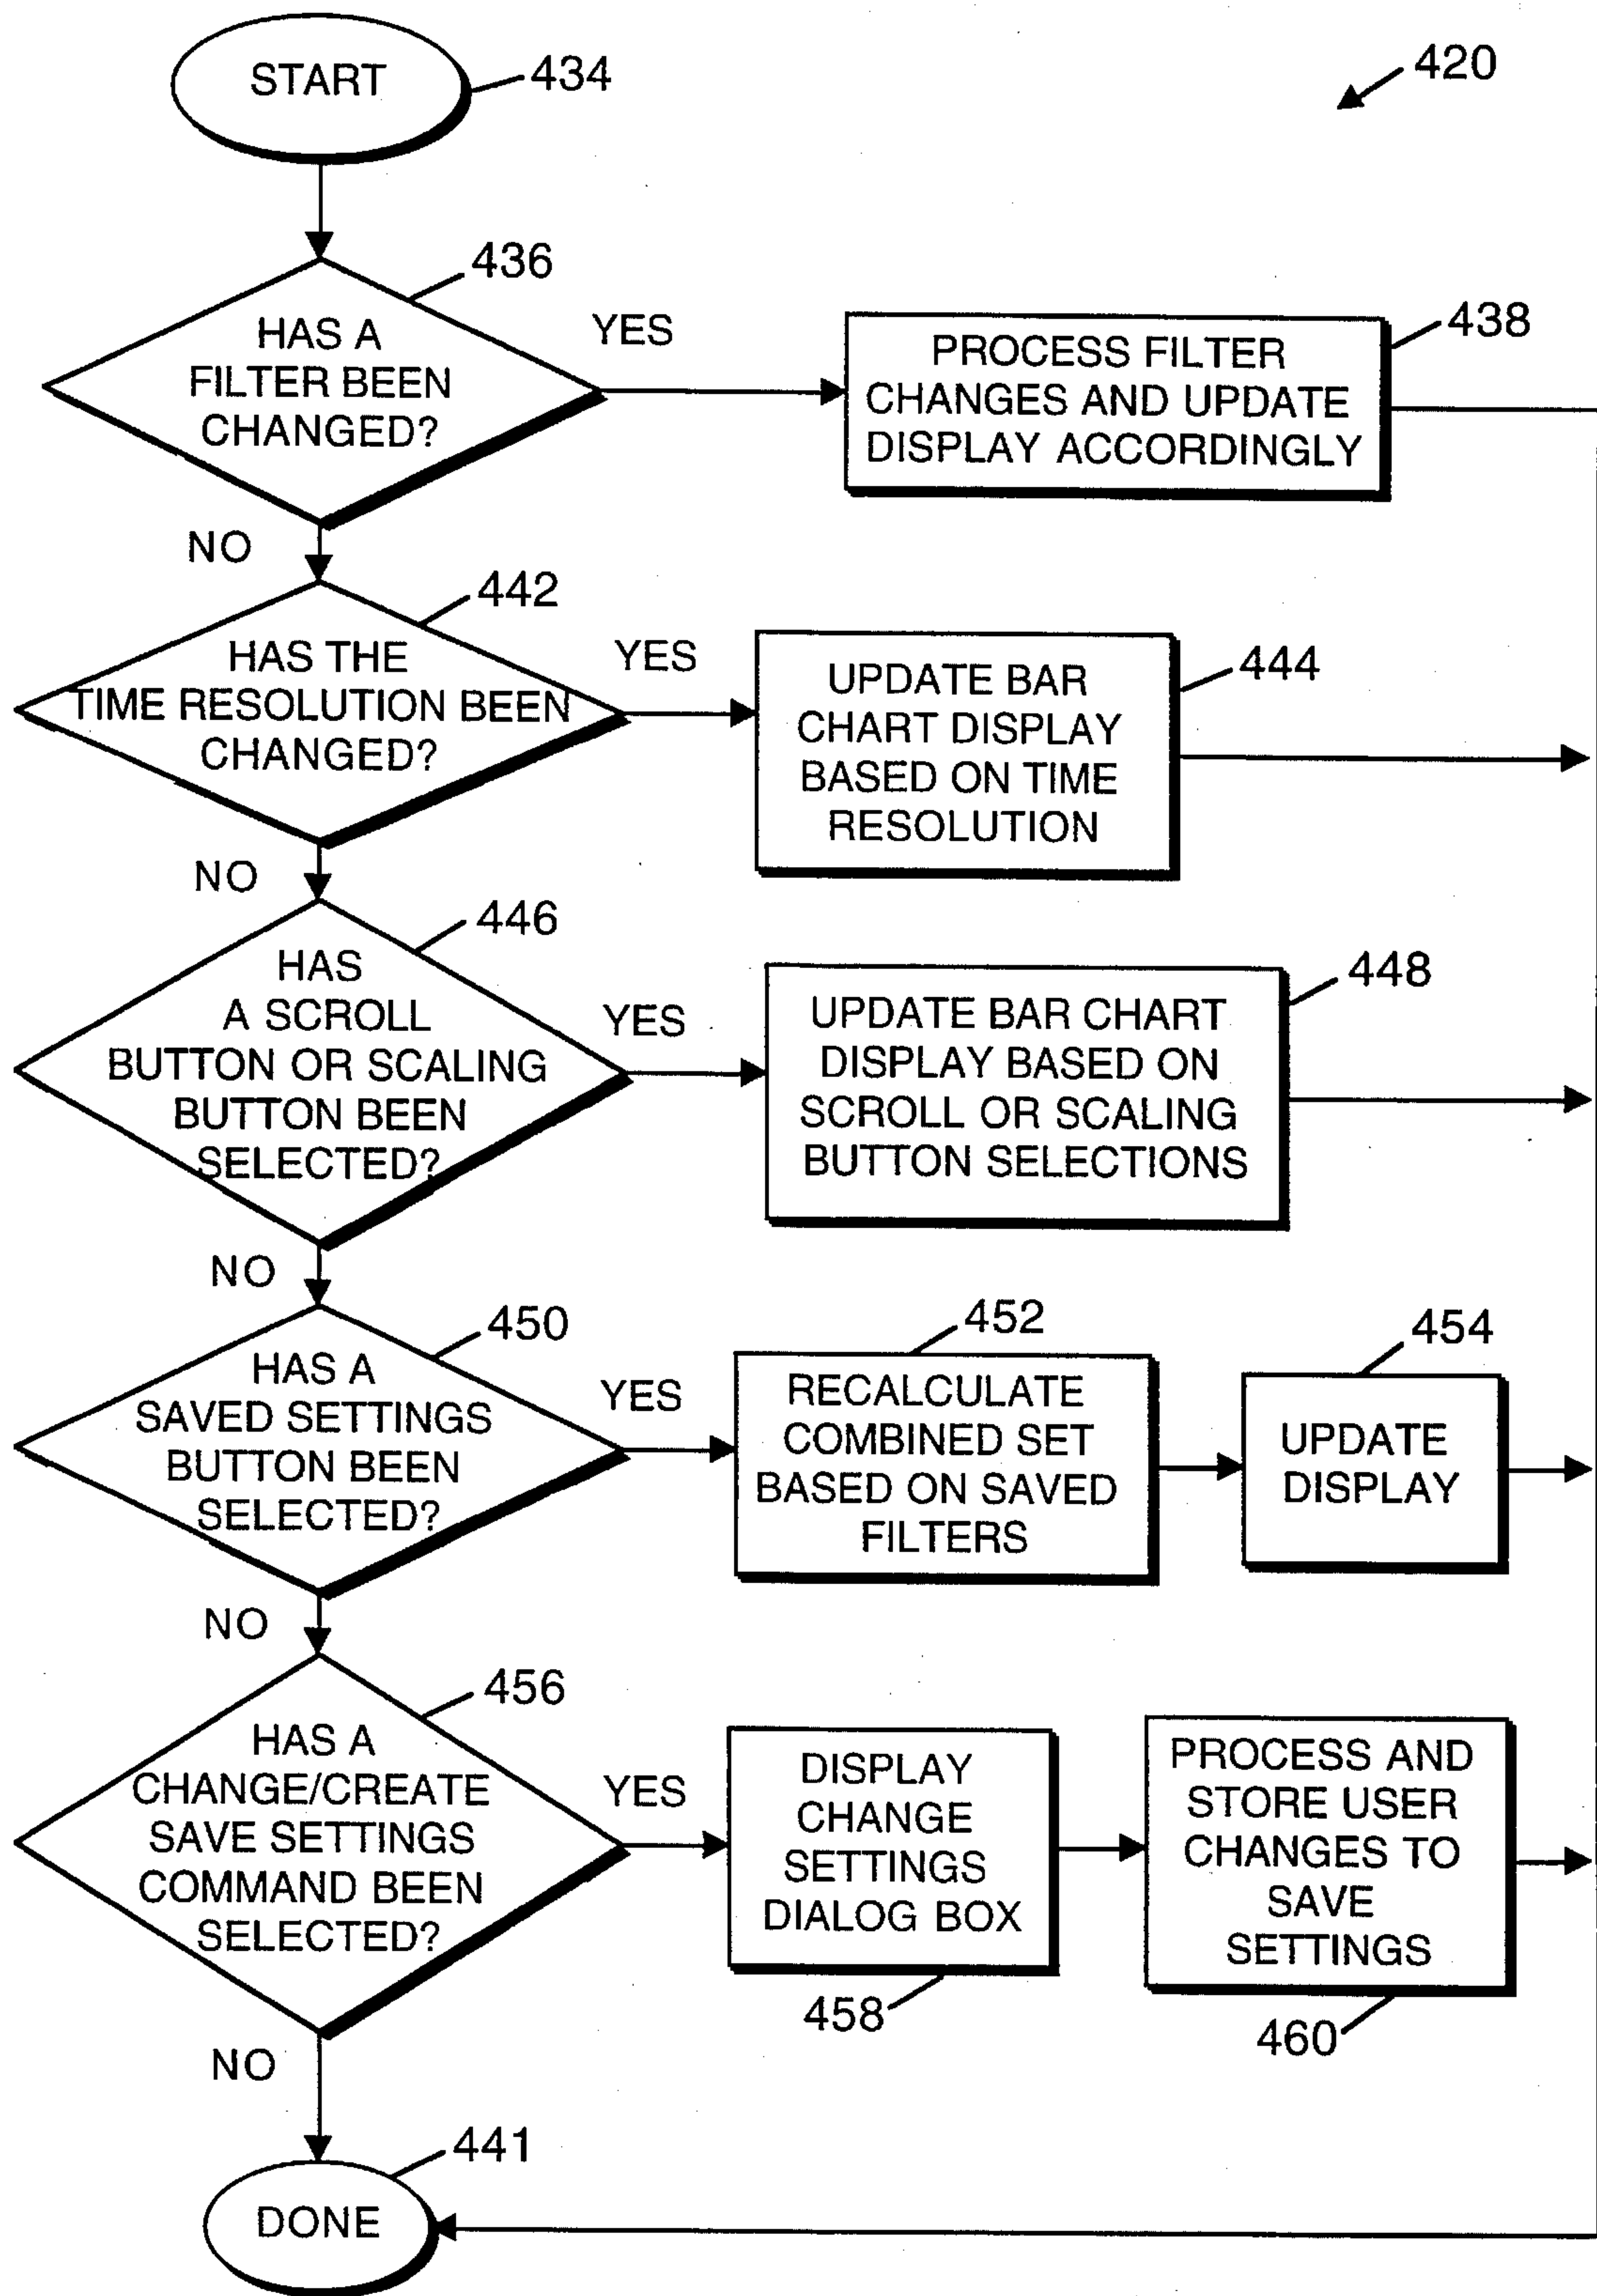 START
434
420
436
HAS A
FILTER BEEN
CHANGED?
YES
PROCESS FILTER
CHANGES AND UPDATE
DISPLAY ACCORDINGLY
438
NO
442
HAS THE
TIME RESOLUTION BEEN
CHANGED?
YES
UPDATE BAR
CHART DISPLAY
BASED ON TIME
RESOLUTION
444
NO
446
HAS
A SCROLL
BUTTON OR SCALING
BUTTON BEEN
SELECTED?
YES
UPDATE BAR CHART
DISPLAY BASED ON
SCROLL OR SCALING
BUTTON SELECTIONS
448
NO
450
HAS A
SAVED SETTINGS
BUTTON BEEN
SELECTED?
YES
452
RECALCULATE
COMBINED SET
BASED ON SAVED
FILTERS
454
UPDATE
DISPLAY
NO
456
HAS A
CHANGE/CREATE
SAVE SETTINGS
COMMAND BEEN
SELECTED?
YES
DISPLAY
CHANGE
SETTINGS
DIALOG BOX
458
PROCESS AND
STORE USER
CHANGES TO
SAVE
SETTINGS
460
NO
441
DONE